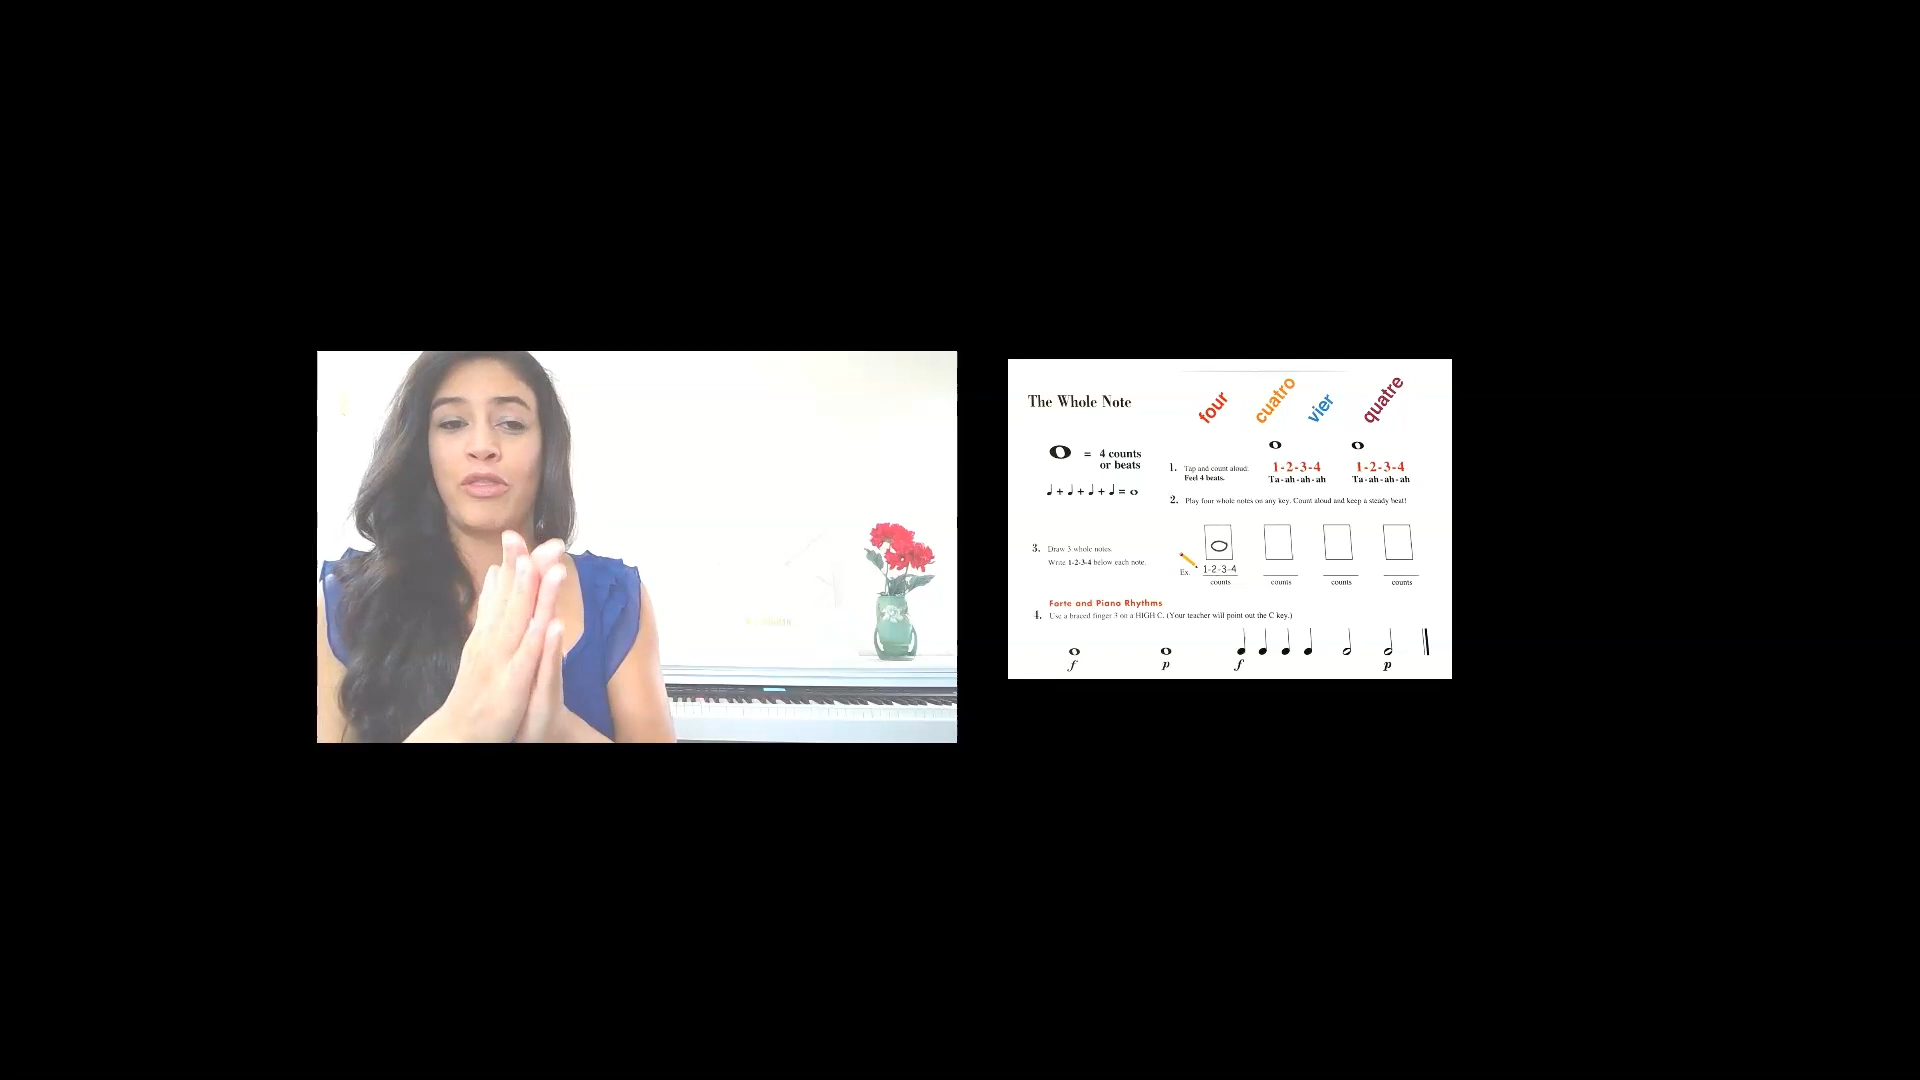 The Whole Note
four cuatro vier quatre
= 4 counts
or beats
1. Tap and count aloud:
Feel 4 beats.
1-2-3-4 1-2-3-4
Ta-ah-ah-ah Ta-ah-ah-ah
2. Play four whole notes on any key. Count aloud and keep a steady beat!
3. Draw 3 whole notes.
Write 1-2-3-4 below each note.
Ex. 1-2-3-4
counts counts counts counts
Forte and Piano Rhythms
4. Use a braced finger 3 on a HIGH C. (Your teacher will point out the C key.)
f p f p